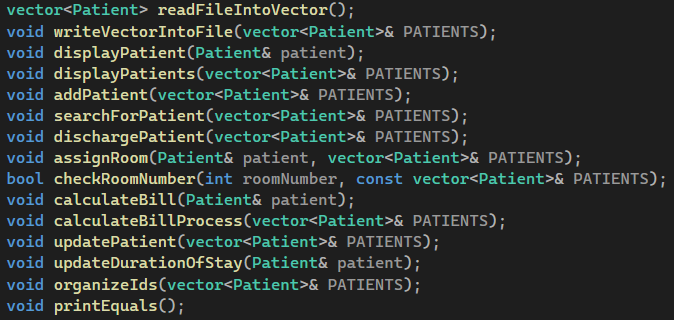 vector<Patient> readFileIntoVector();
void writeVectorIntoFile(vector<Patient>& PATIENTS);
void displayPatient(Patient& patient);
void displayPatients(vector<Patient>& PATIENTS);
void addPatient(vector<Patient>& PATIENTS);
void searchForPatient(vector<Patient>& PATIENTS);
void dischargePatient(vector<Patient>& PATIENTS);
void assignRoom(Patient& patient, vector<Patient>& PATIENTS);
bool checkRoomNumber(int roomNumber, const vector<Patient>& PATIENTS);
void calculateBill(Patient& patient);
void calculateBillProcess(vector<Patient>& PATIENTS);
void updatePatient(vector<Patient>& PATIENTS);
void updateDurationOfStay(Patient& patient);
void organizeIds(vector<Patient>& PATIENTS);
void printEquals();